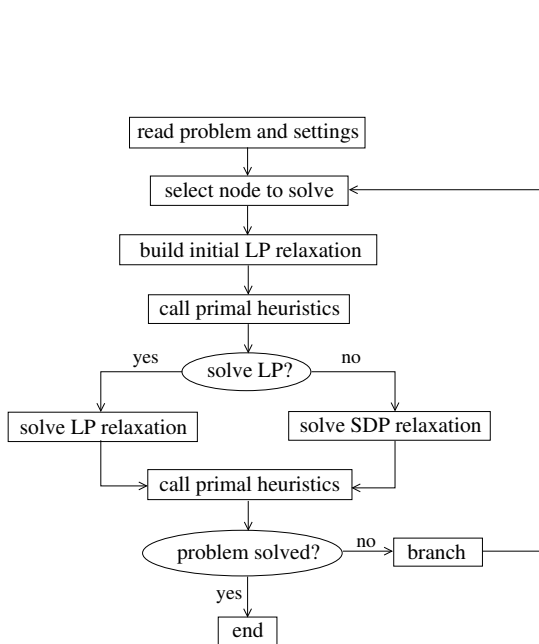 read problem and settings
select node to solve
build initial LP relaxation
call primal heuristics
yes
solve LP?
no
solve LP relaxation
solve SDP relaxation
call primal heuristics
problem solved?
no
branch
yes
end